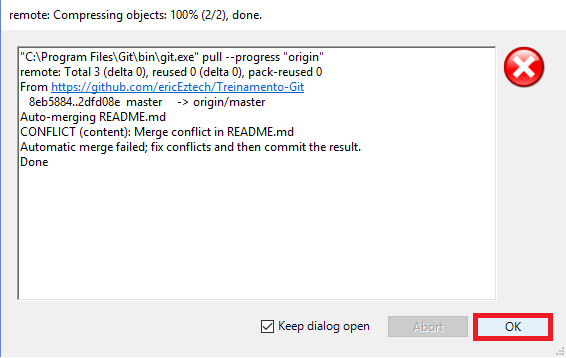 remote: Compressing objects: 100% (2/2), done.
"C:\Program Files\Git\bin\git.exe" pull --progress "origin"
remote: Total 3 (delta 0), reused 0 (delta 0), pack-reused 0
From https://github.com/ericEztech/Treinamento-Git
8eb5884..2dfd08e master -> origin/master
Auto-merging README.md
CONFLICT (content): Merge conflict in README.md
Automatic merge failed; fix conflicts and then commit the result.
Done
Keep dialog open Abort OK